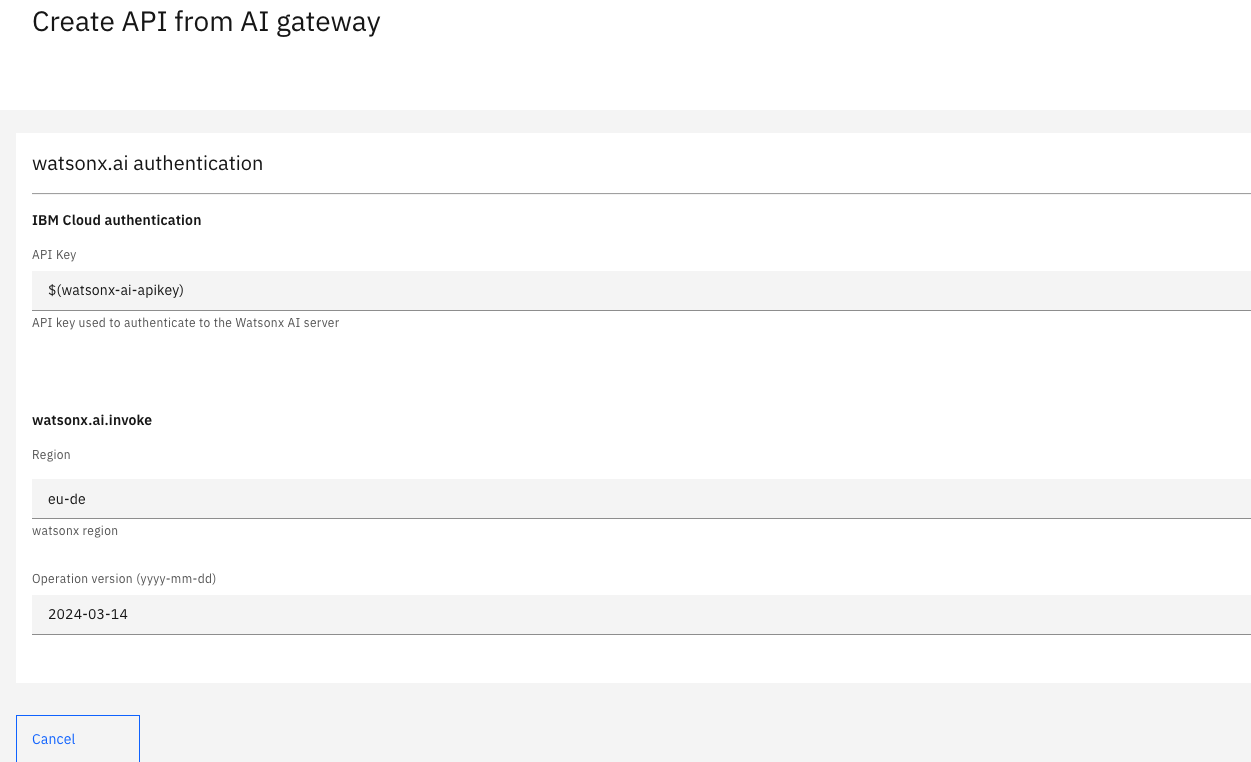 Create API from AI gateway
watsonx.ai authentication
IBM Cloud authentication
API Key
$(watsonx-ai-apikey)
API key used to authenticate to the Watsonx AI server
watsonx.ai.invoke
Region
eu-de
watsonx region
Operation version (yyyy-mm-dd)
2024-03-14
Cancel